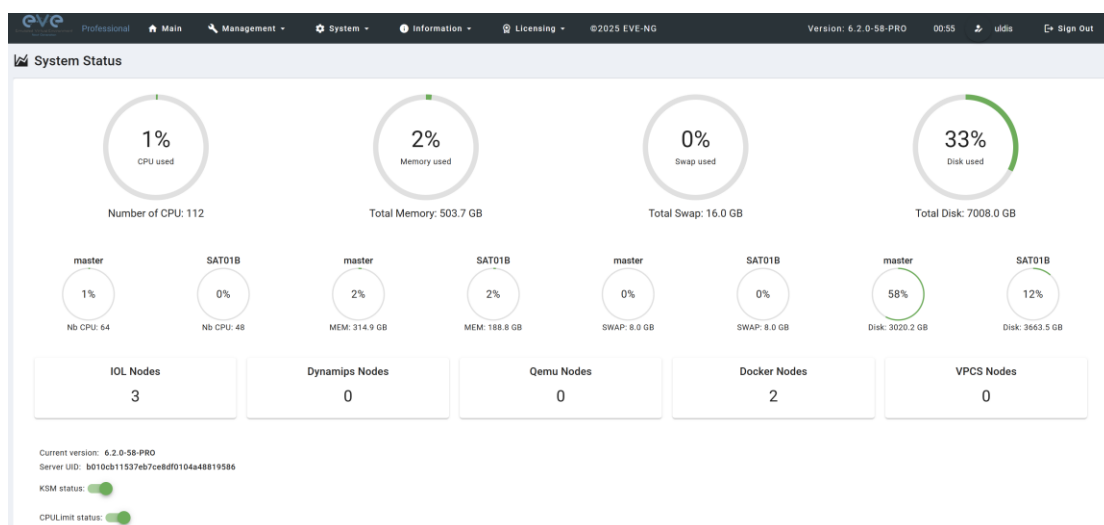 eve
Professional Main Management System Information Licensing ©2025 EVE-NG Version: 6.2.0-58-PRO 00:55 uldis Sign Out
System Status
1% 2% 0% 33%
CPU used Memory used Swap used Disk used
Number of CPU: 112 Total Memory: 503.7 GB Total Swap: 16.0 GB Total Disk: 7008.0 GB
master SAT01B master SAT01B master SAT01B master SAT01B
1% 0% 2% 2% 0% 0% 58% 12%
Nb CPU: 64 Nb CPU: 48 MEM: 314.9 GB MEM: 188.8 GB SWAP: 8.0 GB SWAP: 8.0 GB Disk: 3020.2 GB Disk: 3663.5 GB
IOL Nodes Dynamips Nodes Qemu Nodes Docker Nodes VPCS Nodes
3 0 0 2 0
Current version: 6.2.0-58-PRO
Server UID: b010cb11537eb7ce8df0104a48819586
KSM status:
CPULimit status: